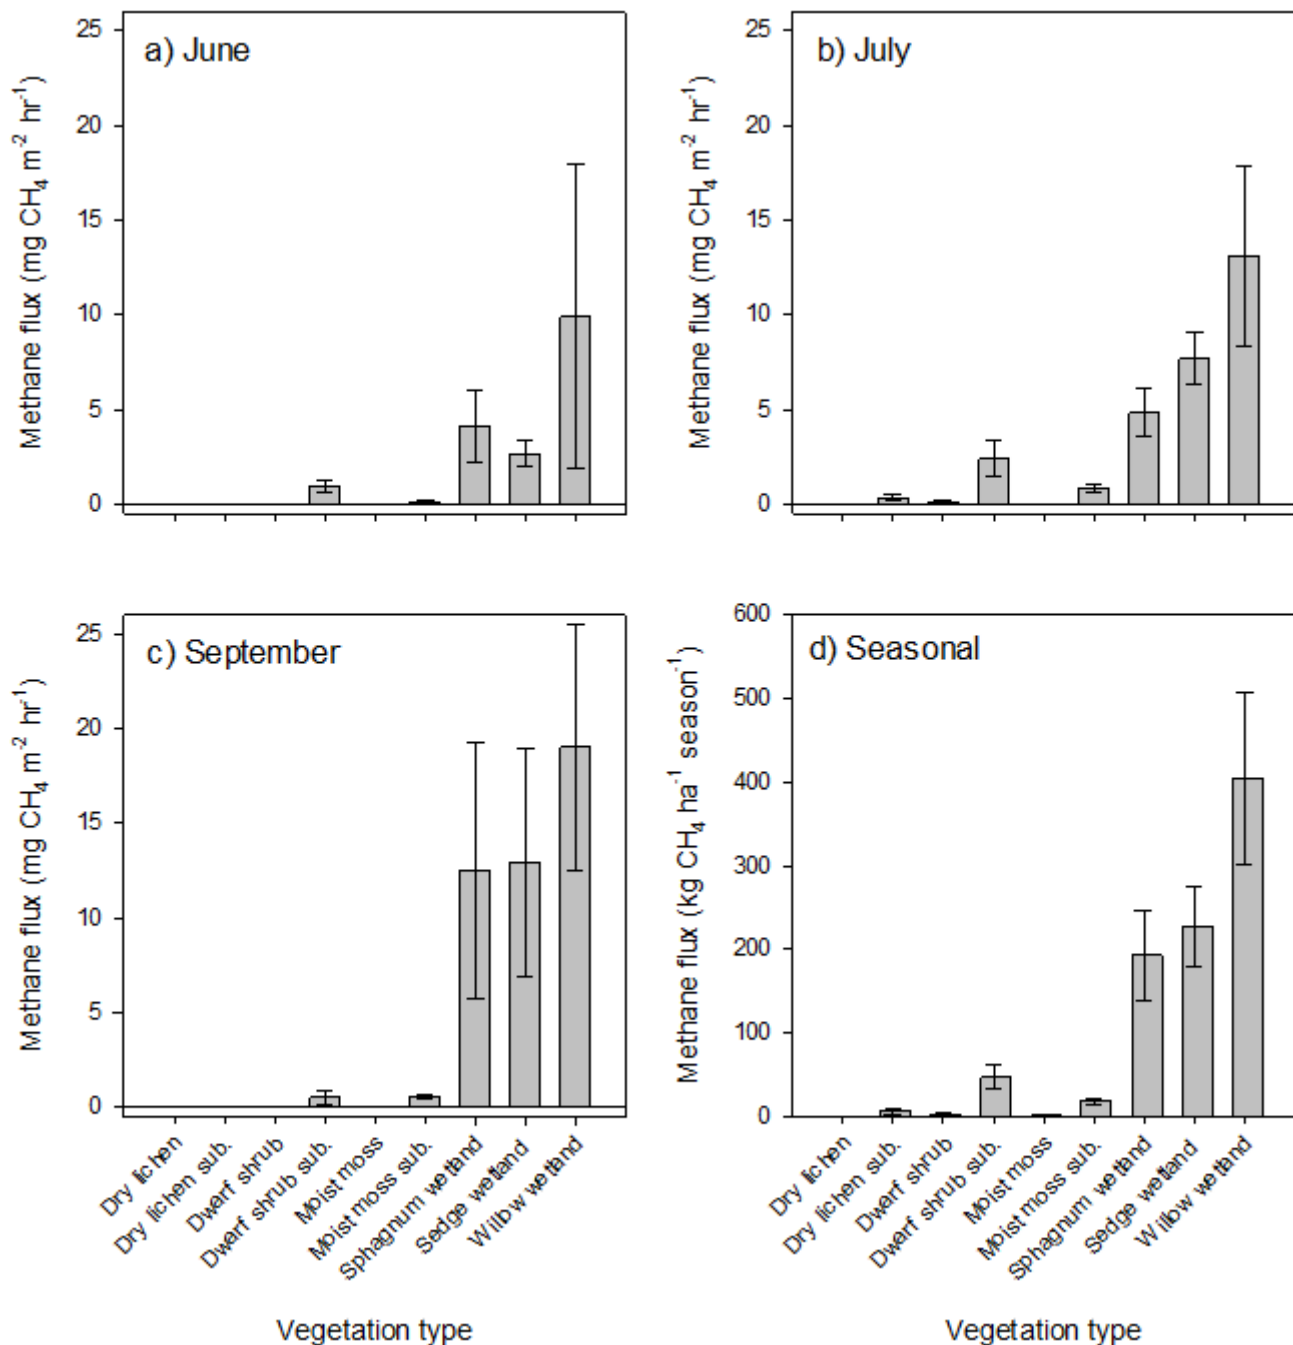 a) June
Methane flux (mg CH4 m-2 hr-1)
25
20
15
10
5
0
b) July
Methane flux (mg CH4 m-2 hr-1)
25
20
15
10
5
0
c) September
Methane flux (mg CH4 m-2 hr-1)
25
20
15
10
5
0
Dry lichen
Dry lichen sub.
Dwarf shrub
Dwarf shrub sub.
Moist moss
Moist moss sub.
Sphagnum wetland
Sedge wetland
Willow wetland
Vegetation type
d) Seasonal
Methane flux (kg CH4 ha-1 season-1)
600
500
400
300
200
100
0
Dry lichen
Dry lichen sub.
Dwarf shrub
Dwarf shrub sub.
Moist moss
Moist moss sub.
Sphagnum wetland
Sedge wetland
Willow wetland
Vegetation type